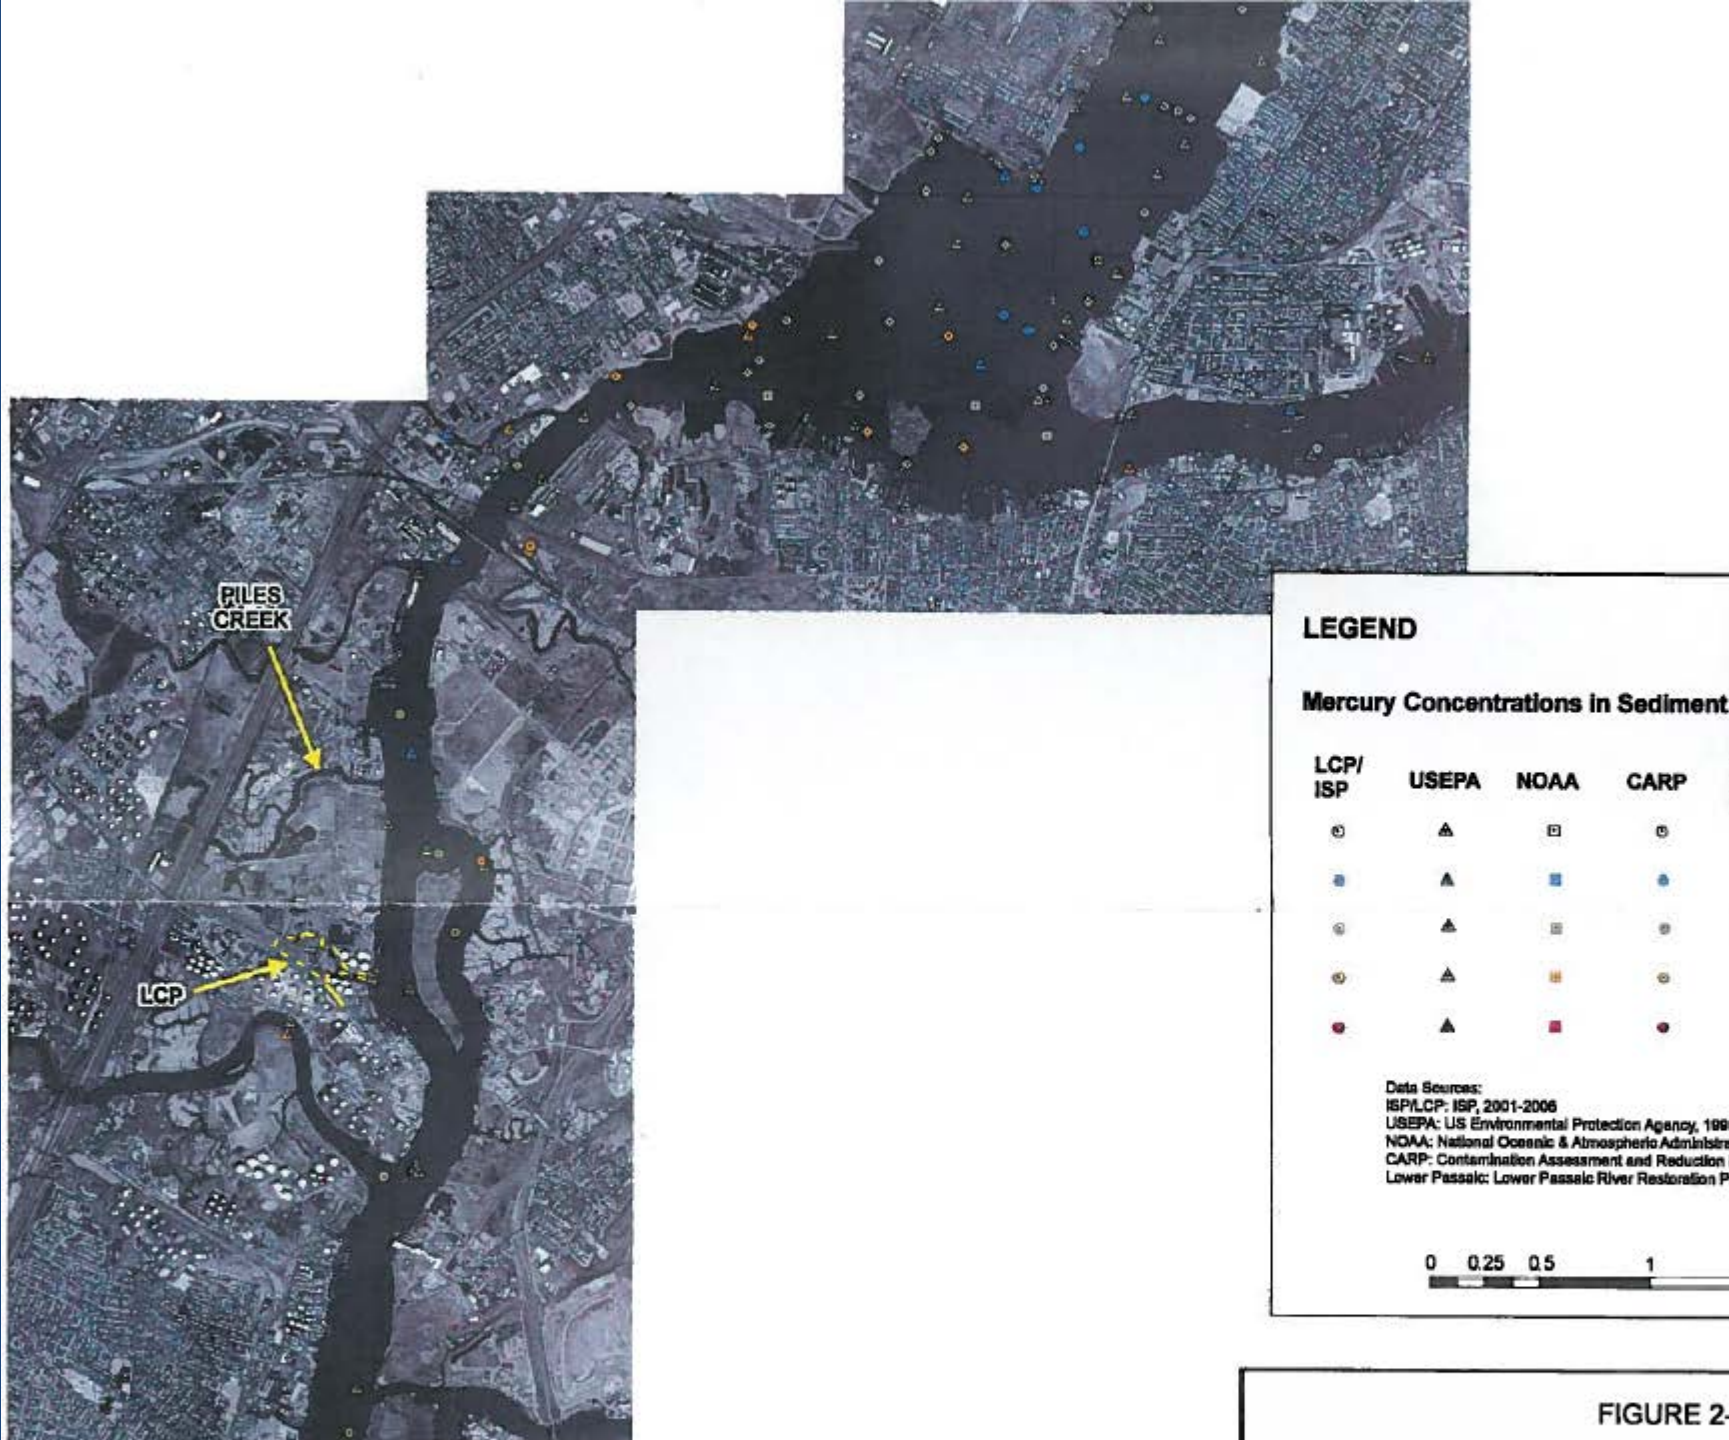 PILES
CREEK
LCP
LEGEND
Mercury Concentrations in Sediment
LCP/
ISP
USEPA NOAA CARP
Data Sources:
ISP/LCP: ISP, 2001-2006
USEPA: US Environmental Protection Agency, 199
NOAA: National Oceanic & Atmospheric Administra
CARP: Contamination Assessment and Reduction
Lower Passaic: Lower Passaic River Restoration P
0 0.25 0.5 1
FIGURE 2-